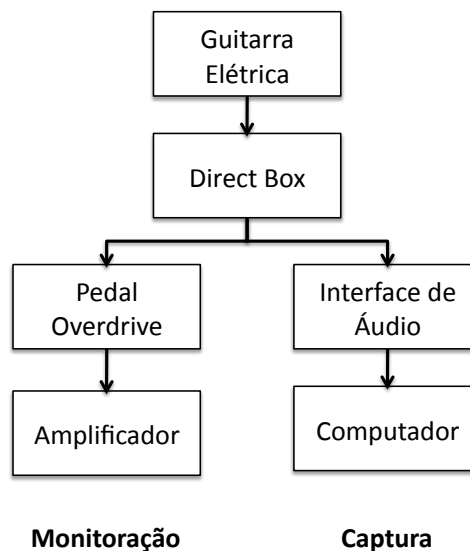 Guitarra
Elétrica
Direct Box
Pedal
Overdrive
Interface de
Áudio
Amplificador
Computador
Monitoração
Captura